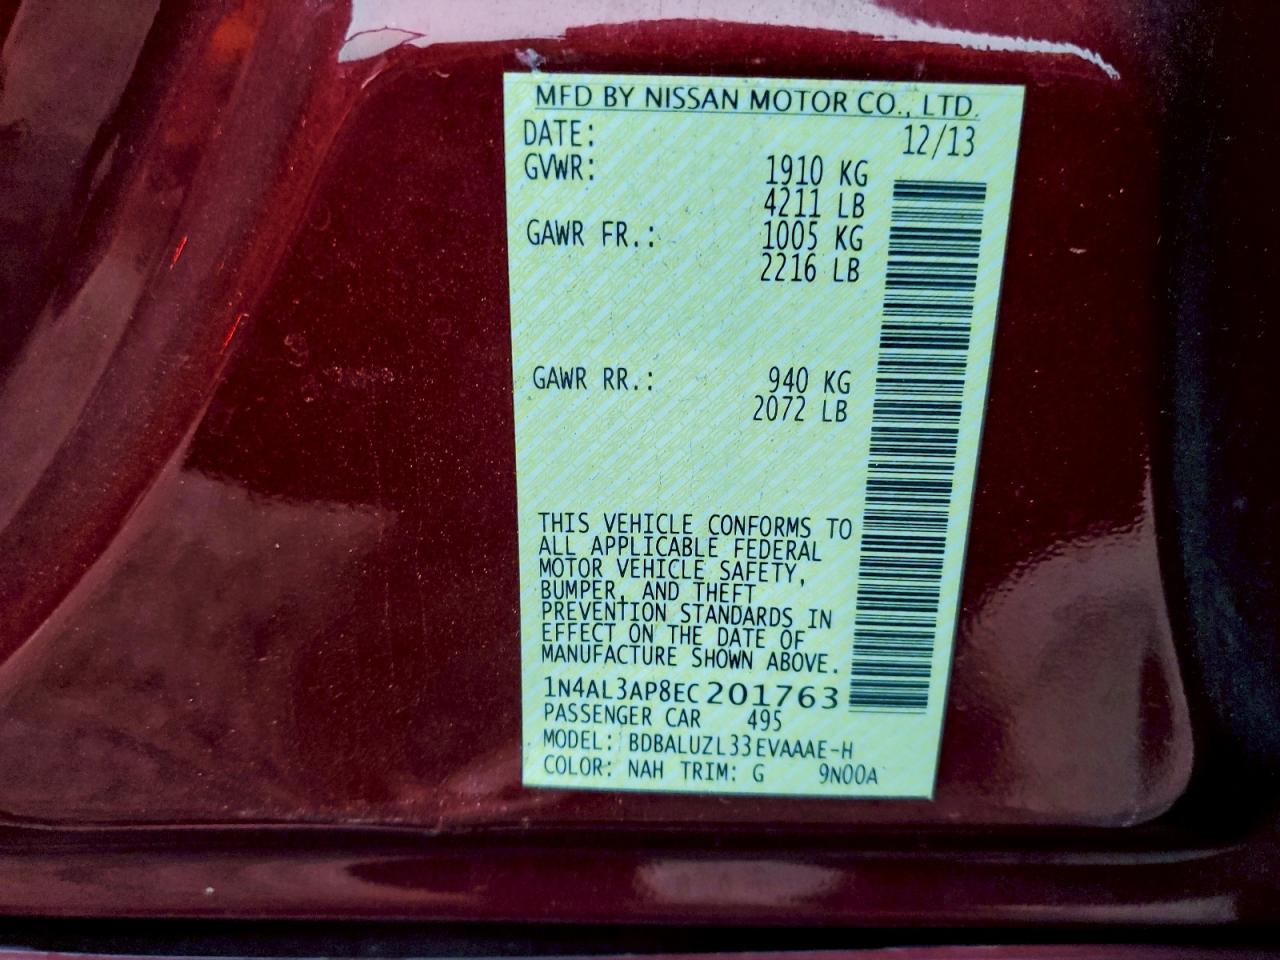 MFD BY NISSAN MOTOR CO., LTD.
DATE: 12/13
GVWR: 1910 KG
4211 LB
GAWR FR.: 1005 KG
2216 LB
GAWR RR.: 940 KG
2072 LB
THIS VEHICLE CONFORMS TO
ALL APPLICABLE FEDERAL
MOTOR VEHICLE SAFETY,
BUMPER, AND THEFT
PREVENTION STANDARDS IN
EFFECT ON THE DATE OF
MANUFACTURE SHOWN ABOVE.
1N4AL3AP8EC201763
PASSENGER CAR 495
MODEL: BDBALUZL33EVAAAE-H
COLOR: NAH TRIM: G 9N00A